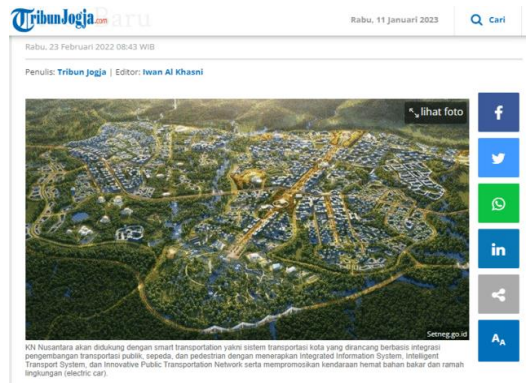 TribunJogja.com
Baru
Rabu, 11 Januari 2023
Cari
Rabu, 23 Februari 2022 08:43 WIB
Penulis: Tribun Jogja | Editor: Iwan Al Khasni
lihat foto
Setneg.go.id
KN Nusantara akan didukung dengan smart transportation yakni sistem transportasi kota yang dirancang berbasis integrasi
pengembangan transportasi publik, sepeda, dan pedestrian dengan menerapkan Integrated Information System, Intelligent
Transport System, dan Innovative Public Transportation Network serta mempromosikan kendaraan hemat bahan bakar dan ramah
lingkungan (electric car).